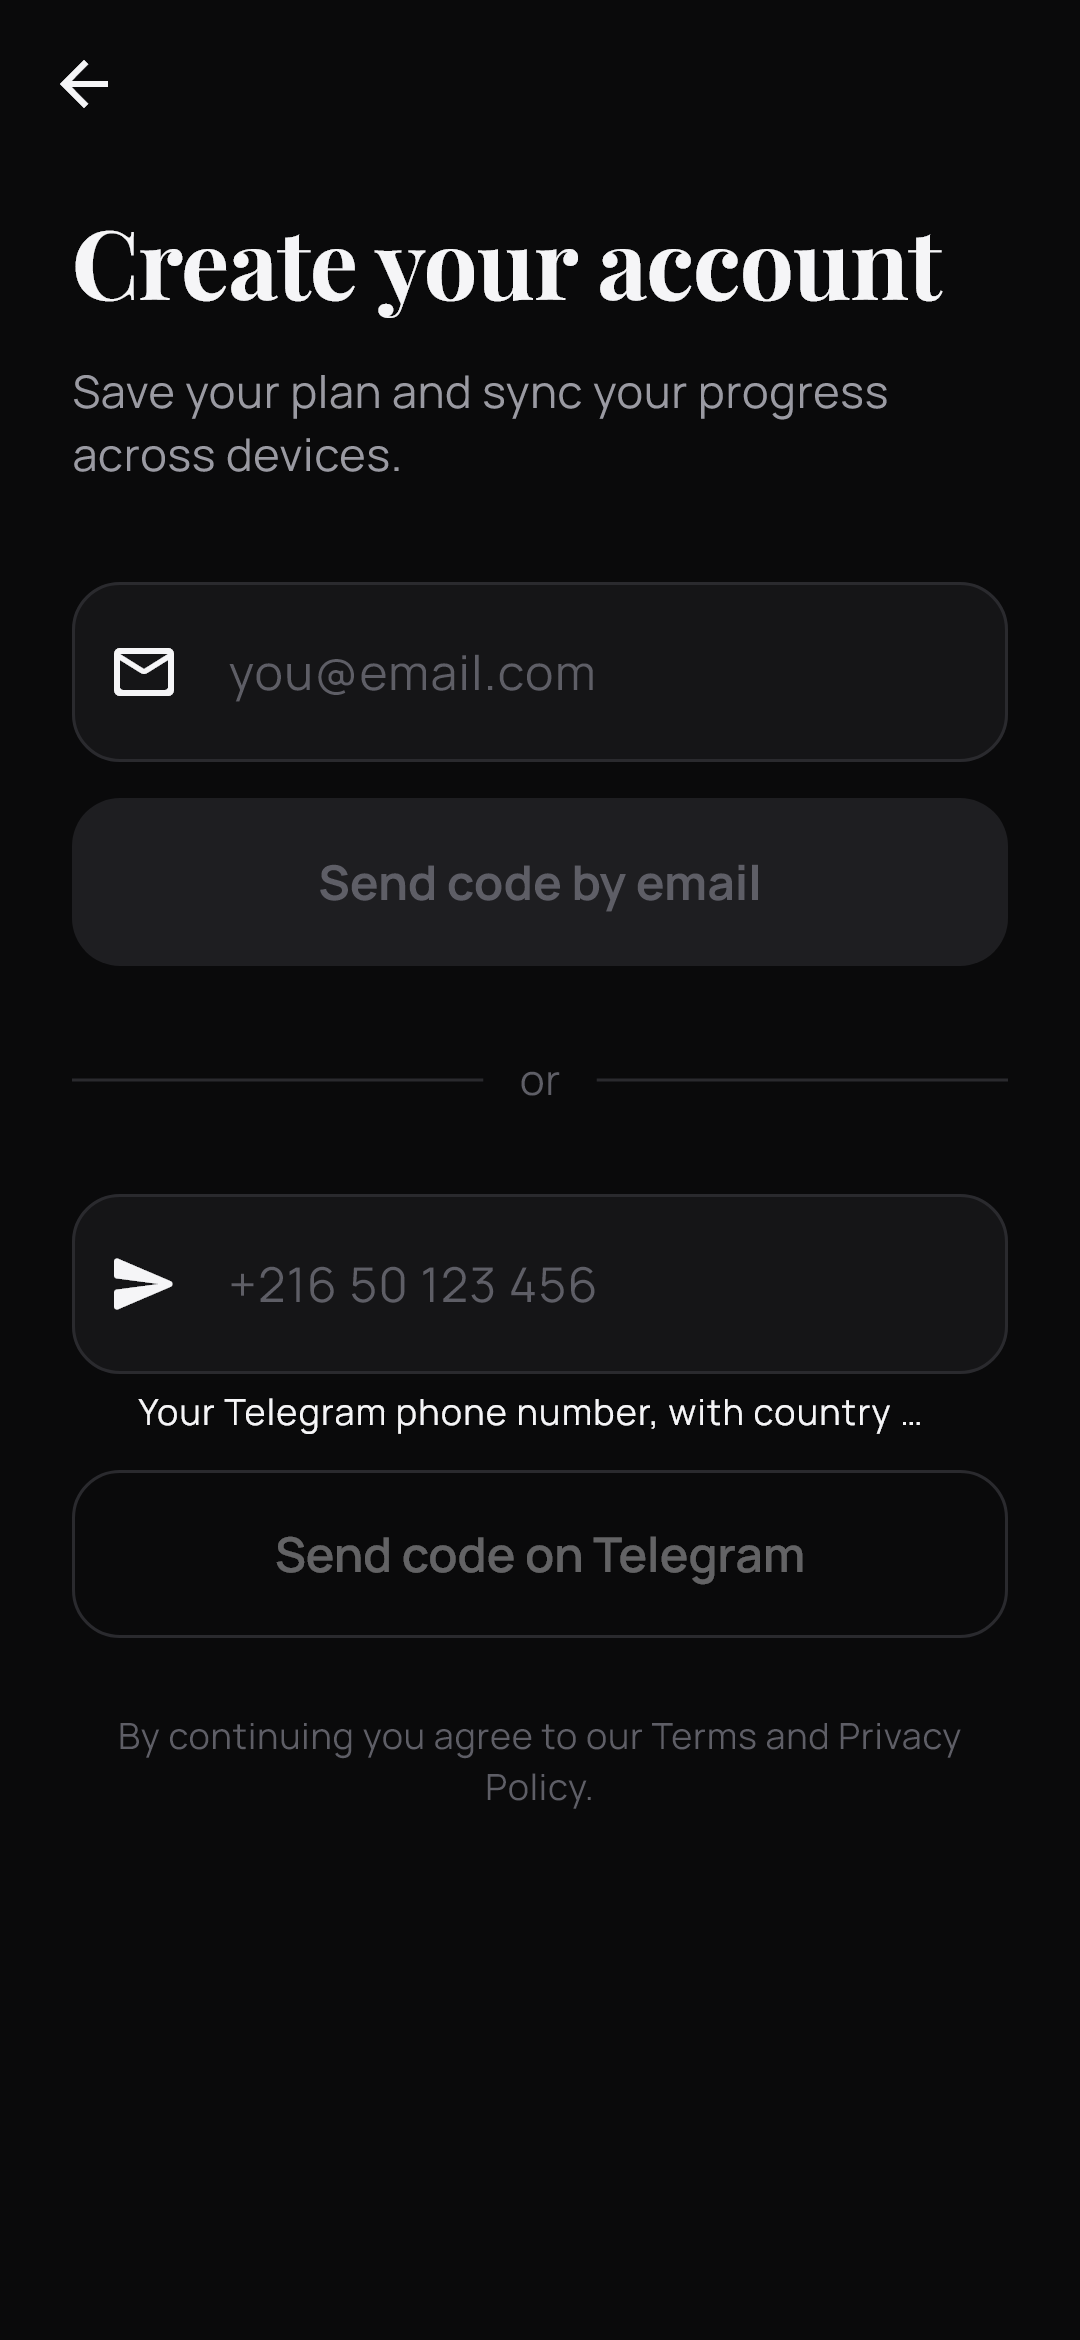 Create your account
Save your plan and sync your progress
across devices.
you@email.com
Send code by email
or
+216 50 123 456
Your Telegram phone number, with country ...
Send code on Telegram
By continuing you agree to our Terms and Privacy
Policy.